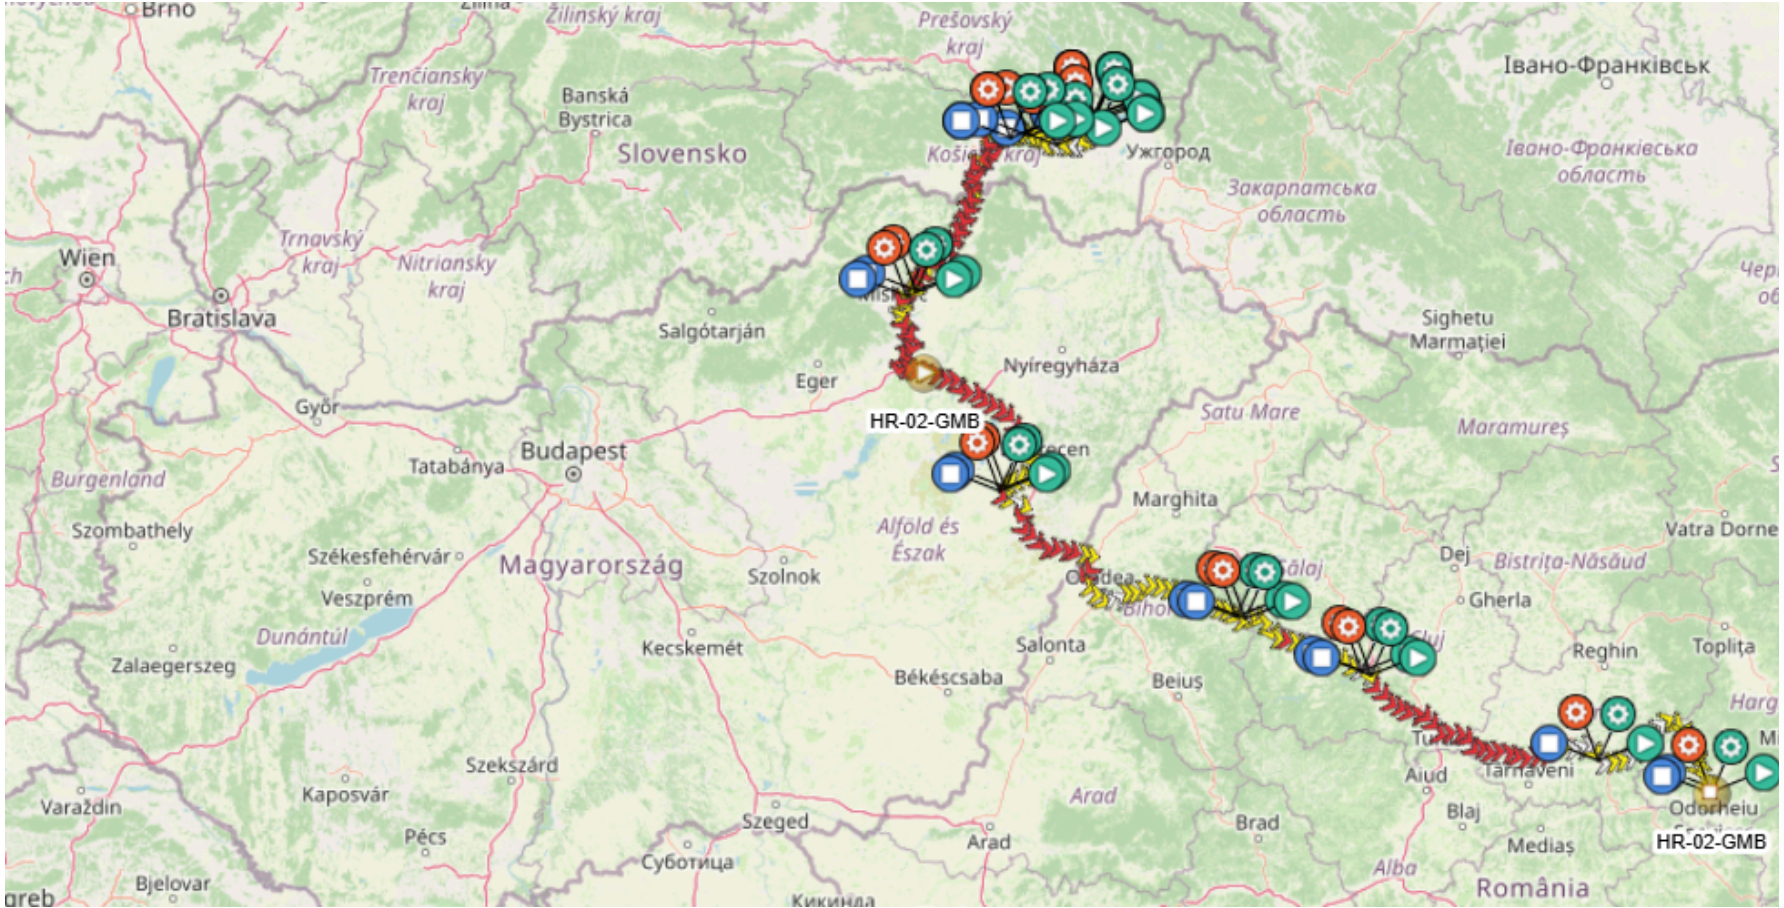 Brno
Žilinský kraj
Prešovský
kraj
Івано-Франківськ
Trenčiansky
kraj
Banská
Bystrica
Slovensko
Ужгород
Івано-Франківська
область
Закарпатська
область
Trnavský
kraj
Nitriansky
kraj
Wien
Bratislava
Salgótarján
Sighetu
Marmației
Eger
Nyíregyháza
Győr
HR-02-GMB
Satu Mare
Maramureș
Budapest
Tatabánya
Burgenland
Marghita
Szombathely
Alföld és
Észak
Vatra Dorne
Székesfehérvár
Magyarország
Szolnok
Dej
Bistrița-Năsăud
Veszprém
Gherla
Dunántúl
Zalaegerszeg
Kecskemét
Salonta
Békéscsaba
Beiuș
Reghin
Toplița
Szekszárd
Târnăveni
Varaždin
Kaposvár
Arad
Aiud
Odorheiu
Pécs
Szeged
Arad
Brad
Blaj
Mediaș
HR-02-GMB
Суботица
Alba
Bjelovar
România
Кикинда